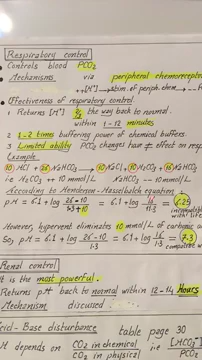 Respiratory control
• Controls blood PCO₂
• Mechanisms via peripheral chemorecepto
↓↓[H⁺] → stim. of periph. chem →
• Effectiveness of respiratory control
1 Returns [H⁺] 2/3 the way back to normal
within 1-12 minutes
2 1-2 times buffering power of chemical buffers.
3 Limited ability PCO₂ changes have ≠ effect on resp
Example
10 HCl + 26 NaHCO₃ → 10 NaCl + 10 H₂CO₃ + 16 NaHCO₃
i.e H₂CO₃ ++ 10 mmol/L NaHCO₃ -- 10 mmol/L
According to Henderson-Hasselbalch equation
pH = 6.1 + log 26-10 / 1.3+10 = 6.1 + log 16 / 11.3 = 6.25
with life
However, hypervent eliminates 10 mmol/L of carbonic a
So, pH = 6.1 + log 26-10 / = 6.1 + log 16 / = 7.3
Renal control
It is the most powerful.
Returns pH back to normal within 12-14 hours
Mechanism discussed
cid-Base disturbance table page 30
It depends on CO₂ in chemical / CO₂ in physical i.e [HCO₃⁻] /